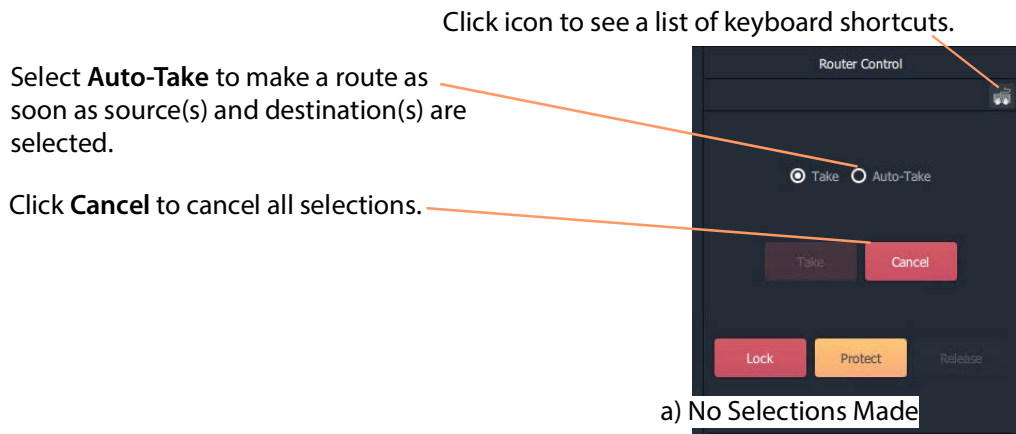 Click icon to see a list of keyboard shortcuts.
Router Control
Select Auto-Take to make a route as
soon as source(s) and destination(s) are
selected.
Take Auto-Take
Click Cancel to cancel all selections.
Take Cancel
Lock Protect Release
a) No Selections Made